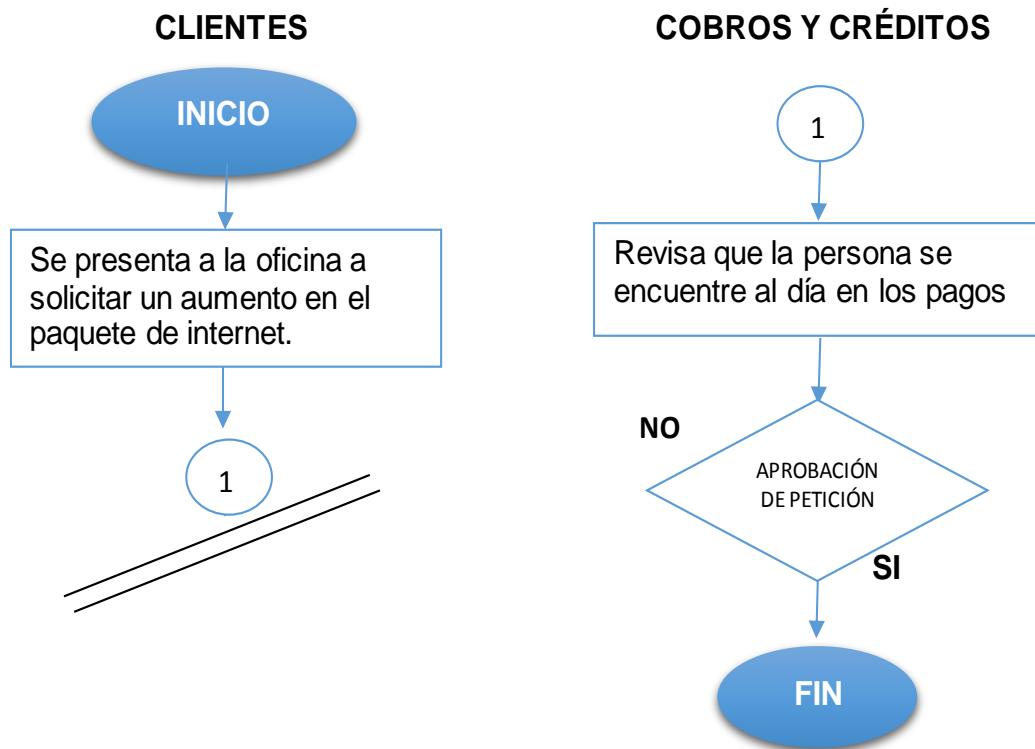 CLIENTES
INICIO
Se presenta a la oficina a
solicitar un aumento en el
paquete de internet.
1
COBROS Y CRÉDITOS
1
Revisa que la persona se
encuentre al día en los pagos
NO
APROBACIÓN
DE PETICIÓN
SI
FIN